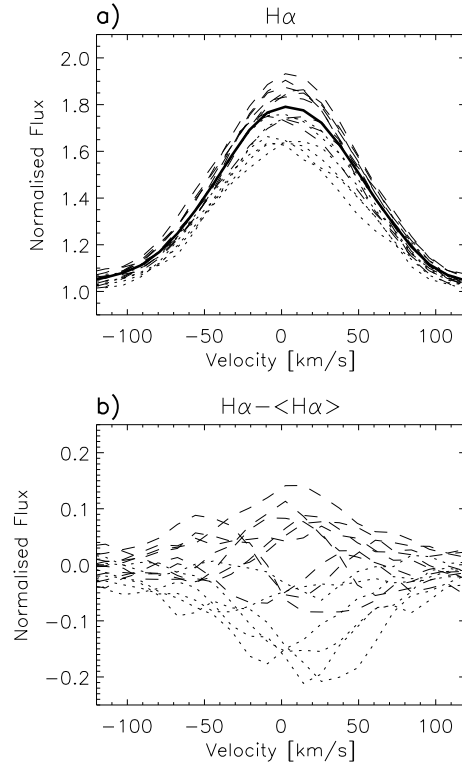 a) Hα
2.0
1.8
1.6
1.4
1.2
1.0
Normalised Flux
−100 −50 0 50 100
Velocity [km/s]
b) Hα−<Hα>
0.2
0.1
0.0
−0.1
−0.2
Normalised Flux
−100 −50 0 50 100
Velocity [km/s]